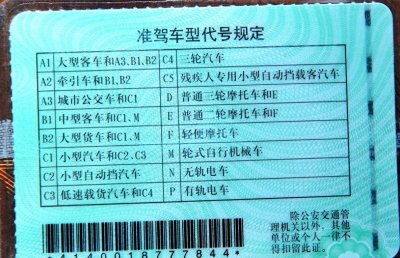 准驾车型代号规定
A1 大型客车和A3、B1、B2 C4 三轮汽车
A2 牵引车和B1、B2 C5 残疾人专用小型自动挡载客汽车
A3 城市公交车和C1 D 普通三轮摩托车和E
B1 中型客车和C1、M E 普通二轮摩托车和F
B2 大型货车和C1、M F 轻便摩托车
C1 小型汽车和C2、C3 M 轮式自行机械车
C2 小型自动挡汽车 N 无轨电车
C3 低速载货汽车和C4 P 有轨电车
除公安交通管
理机关以外，其他
单位或个人一律不
得扣留此证。
*4140018777844*